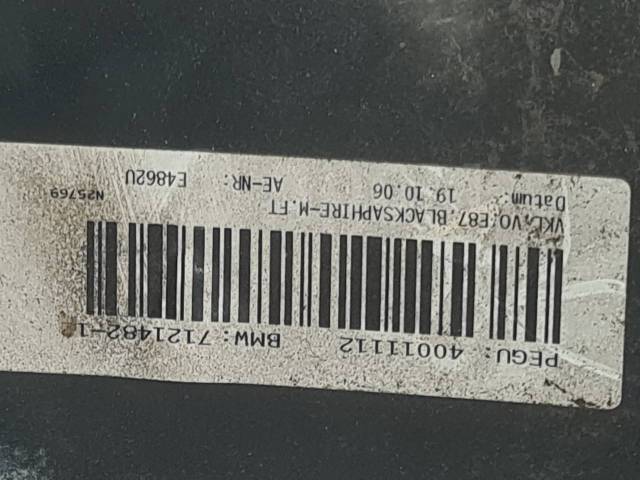 PEGU: 40011112 BMW: 7121482-1
VKL.VO.E87.BLACKSAPHIRE-M.FT
Datum: 19.10.06 AE-NR: E4862U N25769